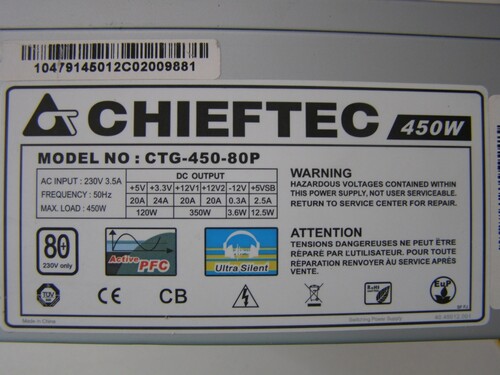 10479145012C02009881
CHIEFTEC 450W
MODEL NO : CTG-450-80P
AC INPUT : 230V 3.5A
FREQUENCY : 50Hz
MAX. LOAD : 450W
DC OUTPUT
+5V +3.3V +12V1 +12V2 -12V +5VSB
20A 24A 20A 20A 0.3A 2.5A
120W 350W 3.6W 12.5W
WARNING
HAZARDOUS VOLTAGES CONTAINED WITHIN
THIS POWER SUPPLY, NOT USER SERVICEABLE.
RETURN TO SERVICE CENTER FOR REPAIR.
80
230V only
Active
PFC
Ultra Silent
ATTENTION
TENSIONS DANGEREUSES NE PEUT ÊTRE
RÉPARÉ PAR L'UTILISATEUR. POUR TOUTE
RÉPARATION RENVOYER AU SERVICE APRÈS
VENTE.
TÜV
CE
CB
RoHS
EuP
Made in China
Switching Power Supply